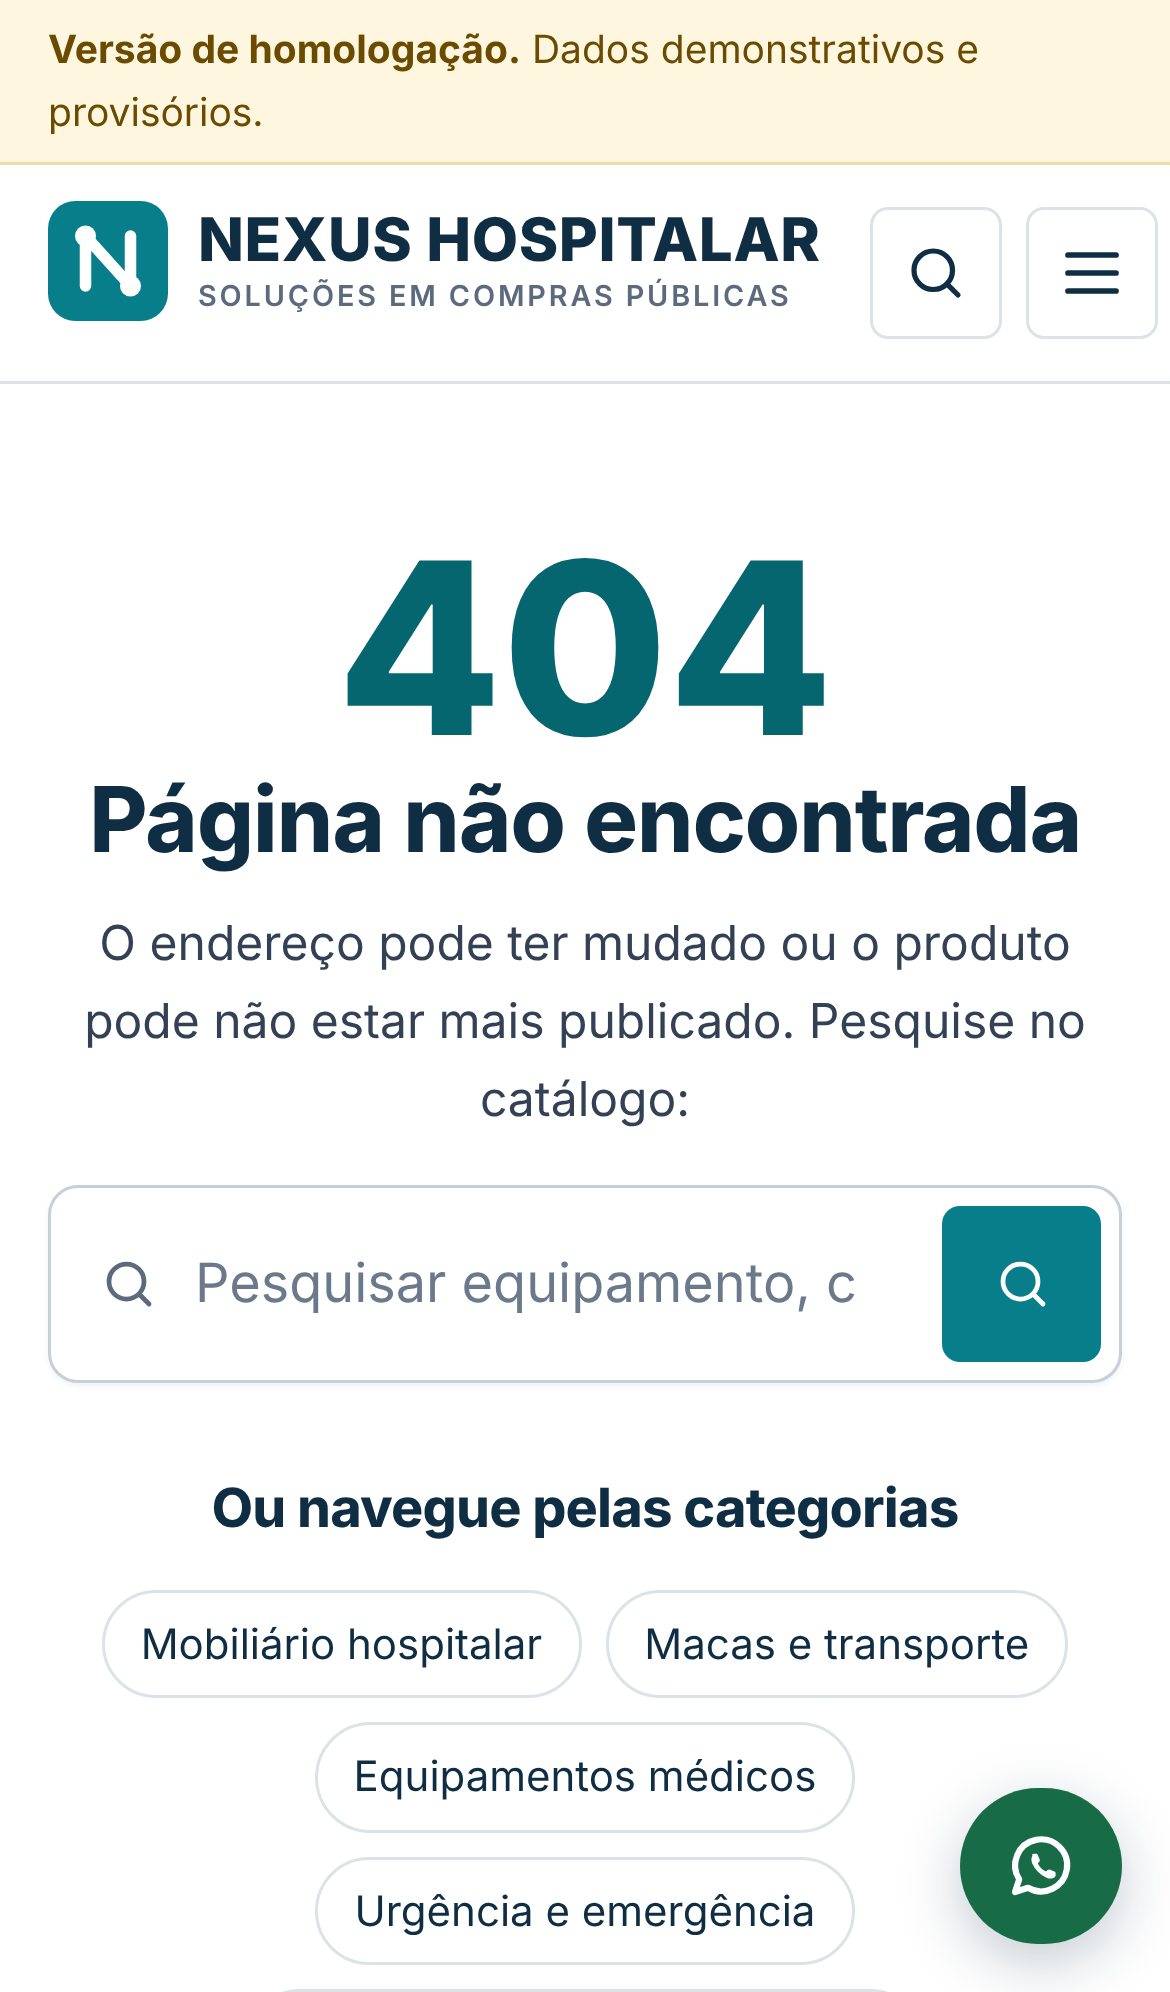 Versão de homologação. Dados demonstrativos e
provisórios.
NEXUS HOSPITALAR
SOLUÇÕES EM COMPRAS PÚBLICAS
404
Página não encontrada
O endereço pode ter mudado ou o produto
pode não estar mais publicado. Pesquise no
catálogo:
Pesquisar equipamento, c
Ou navegue pelas categorias
Mobiliário hospitalar
Macas e transporte
Equipamentos médicos
Urgência e emergência